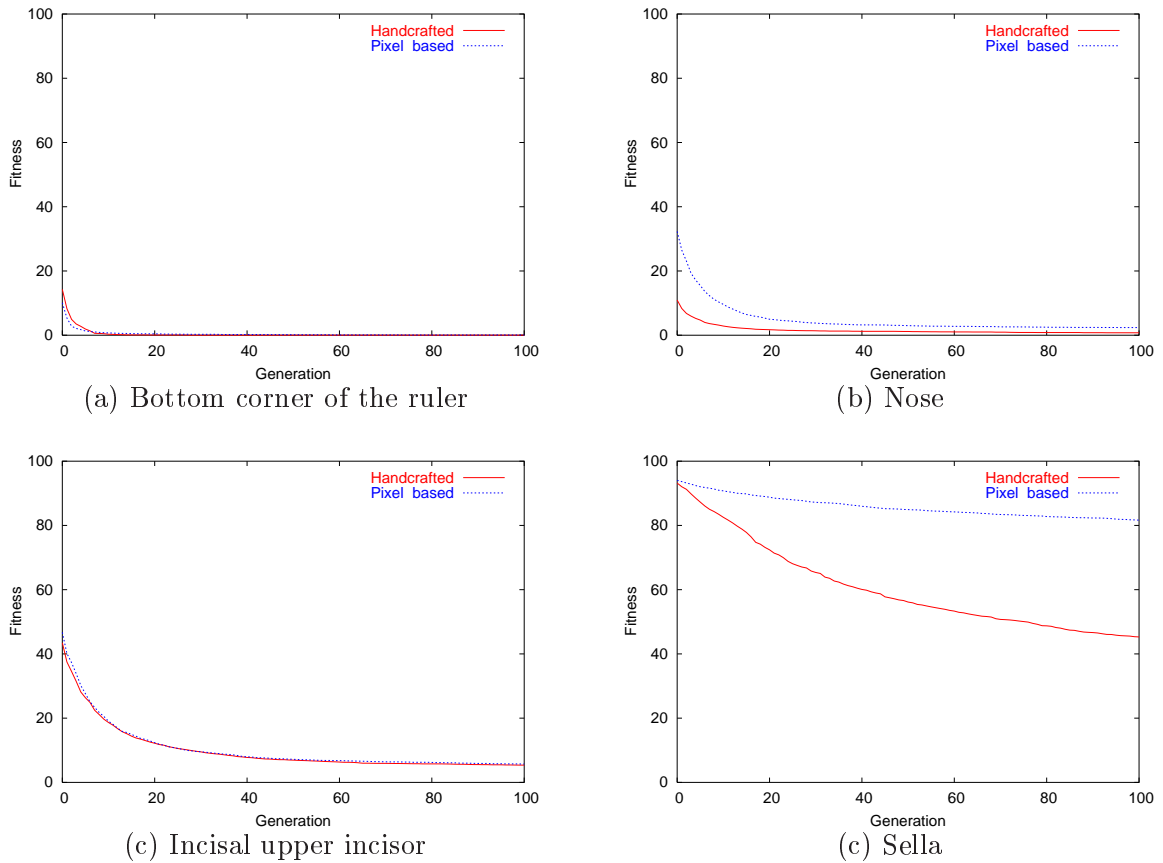 100
80
60
40
20
0
0 20 40 60 80 100
Fitness
Generation
Handcrafted
Pixel based
(a) Bottom corner of the ruler
100
80
60
40
20
0
0 20 40 60 80 100
Fitness
Generation
Handcrafted
Pixel based
(b) Nose
100
80
60
40
20
0
0 20 40 60 80 100
Fitness
Generation
Handcrafted
Pixel based
(c) Incisal upper incisor
100
80
60
40
20
0
0 20 40 60 80 100
Fitness
Generation
Handcrafted
Pixel based
(c) Sella